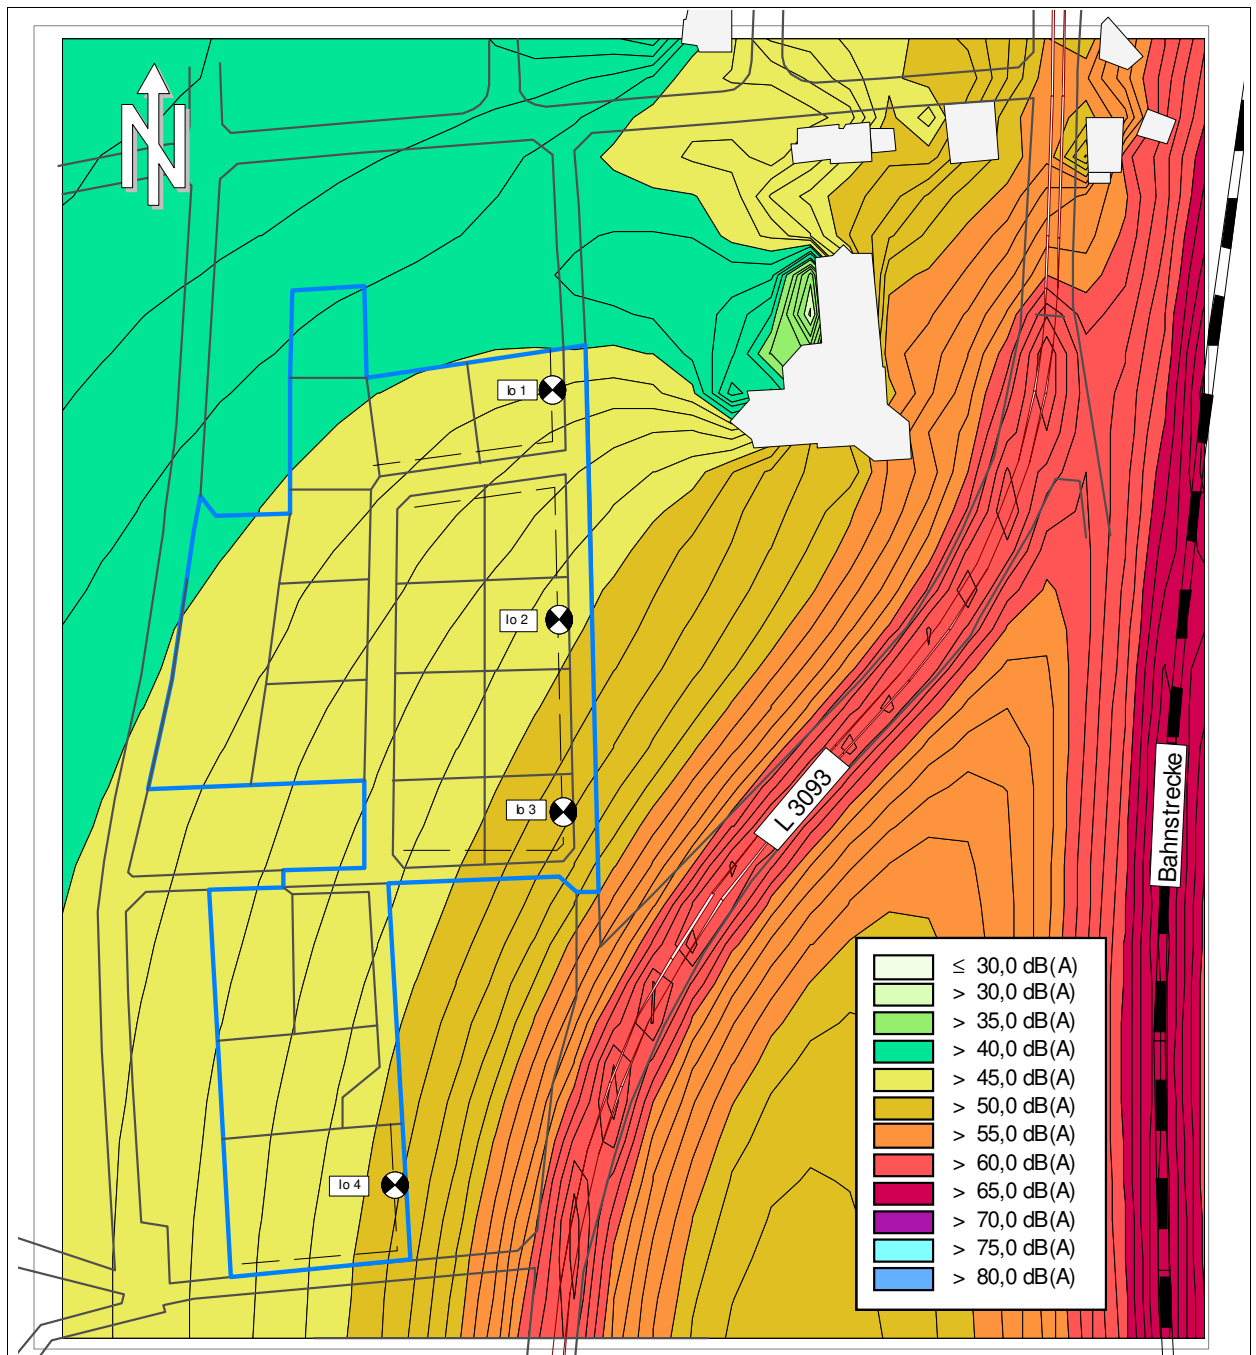 N
Io 1
Io 2
Io 3
L 3093
Bahnstrecke
Io 4
≤ 30,0 dB(A)
> 30,0 dB(A)
> 35,0 dB(A)
> 40,0 dB(A)
> 45,0 dB(A)
> 50,0 dB(A)
> 55,0 dB(A)
> 60,0 dB(A)
> 65,0 dB(A)
> 70,0 dB(A)
> 75,0 dB(A)
> 80,0 dB(A)